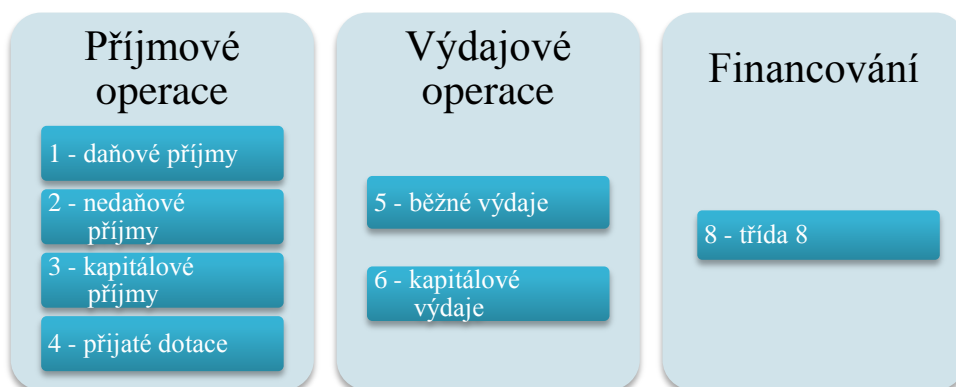 Příjmové
operace
1 - daňové příjmy
2 - nedaňové
příjmy
3 - kapitálové
příjmy
4 - přijaté dotace
Výdajové
operace
5 - běžné výdaje
6 - kapitálové
výdaje
Financování
8 - třída 8